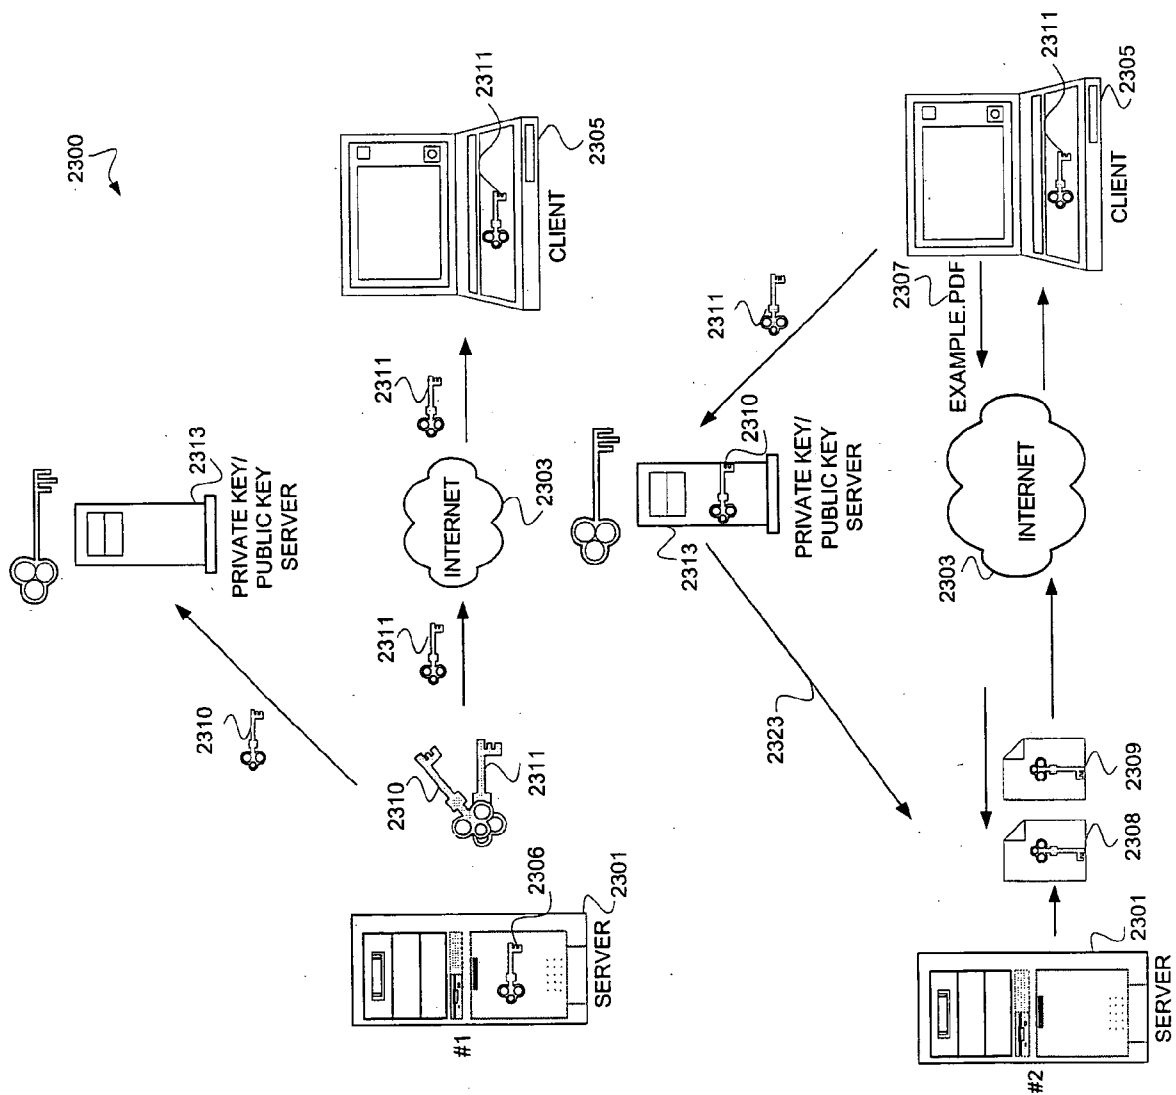 2300
2313
PRIVATE KEY/
PUBLIC KEY
SERVER
2310
2311
2311
2310
2311
INTERNET
2303
2311
#1
2306
2301
SERVER
CLIENT
2305
2313
2310
2311
PRIVATE KEY/
PUBLIC KEY
SERVER
2323
2307
EXAMPLE.PDF
2303
INTERNET
2311
#2
2301
2308
2309
CLIENT
2305
SERVER